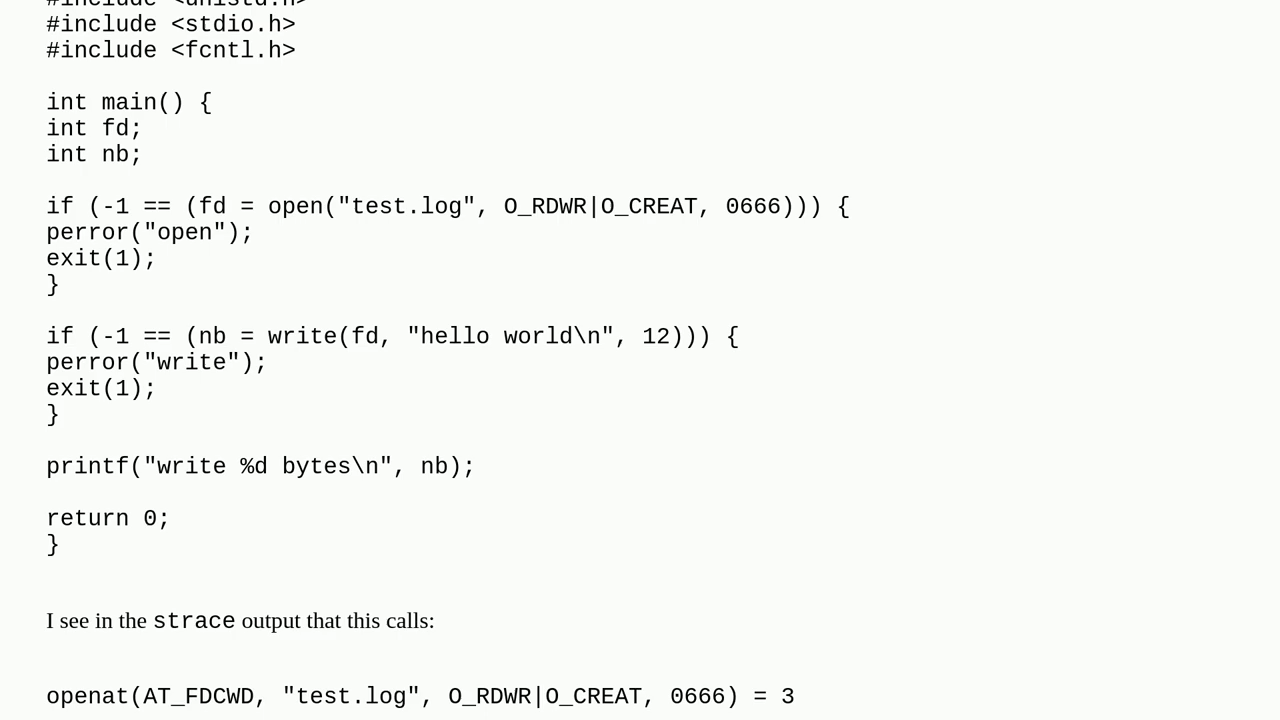 #include <unistd.h>
#include <stdio.h>
#include <fcntl.h>
int main() {
int fd;
int nb;
if (-1 == (fd = open("test.log", O_RDWR|O_CREAT, 0666))) {
perror("open");
exit(1);
}
if (-1 == (nb = write(fd, "hello world\n", 12))) {
perror("write");
exit(1);
}
printf("write %d bytes\n", nb);
return 0;
}
I see in the strace output that this calls:
openat(AT_FDCWD, "test.log", O_RDWR|O_CREAT, 0666) = 3